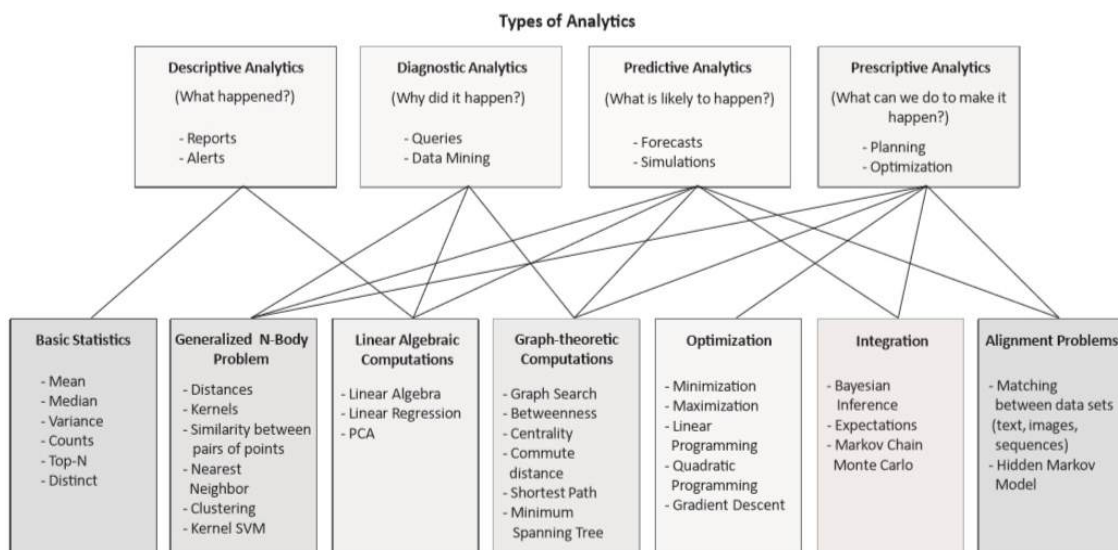 Types of Analytics
Descriptive Analytics
(What happened?)
- Reports
- Alerts
Diagnostic Analytics
(Why did it happen?)
- Queries
- Data Mining
Predictive Analytics
(What is likely to happen?)
- Forecasts
- Simulations
Prescriptive Analytics
(What can we do to make it
happen?)
- Planning
- Optimization
Basic Statistics
- Mean
- Median
- Variance
- Counts
- Top-N
- Distinct
Generalized N-Body
Problem
- Distances
- Kernels
- Similarity between
pairs of points
- Nearest
Neighbor
- Clustering
- Kernel SVM
Linear Algebraic
Computations
- Linear Algebra
- Linear Regression
- PCA
Graph-theoretic
Computations
- Graph Search
- Betweenness
- Centrality
- Commute
distance
- Shortest Path
- Minimum
Spanning Tree
Optimization
- Minimization
- Maximization
- Linear
Programming
- Quadratic
Programming
- Gradient Descent
Integration
- Bayesian
Inference
- Expectations
- Markov Chain
Monte Carlo
Alignment Problems
- Matching
between data sets
(text, images,
sequences)
- Hidden Markov
Model